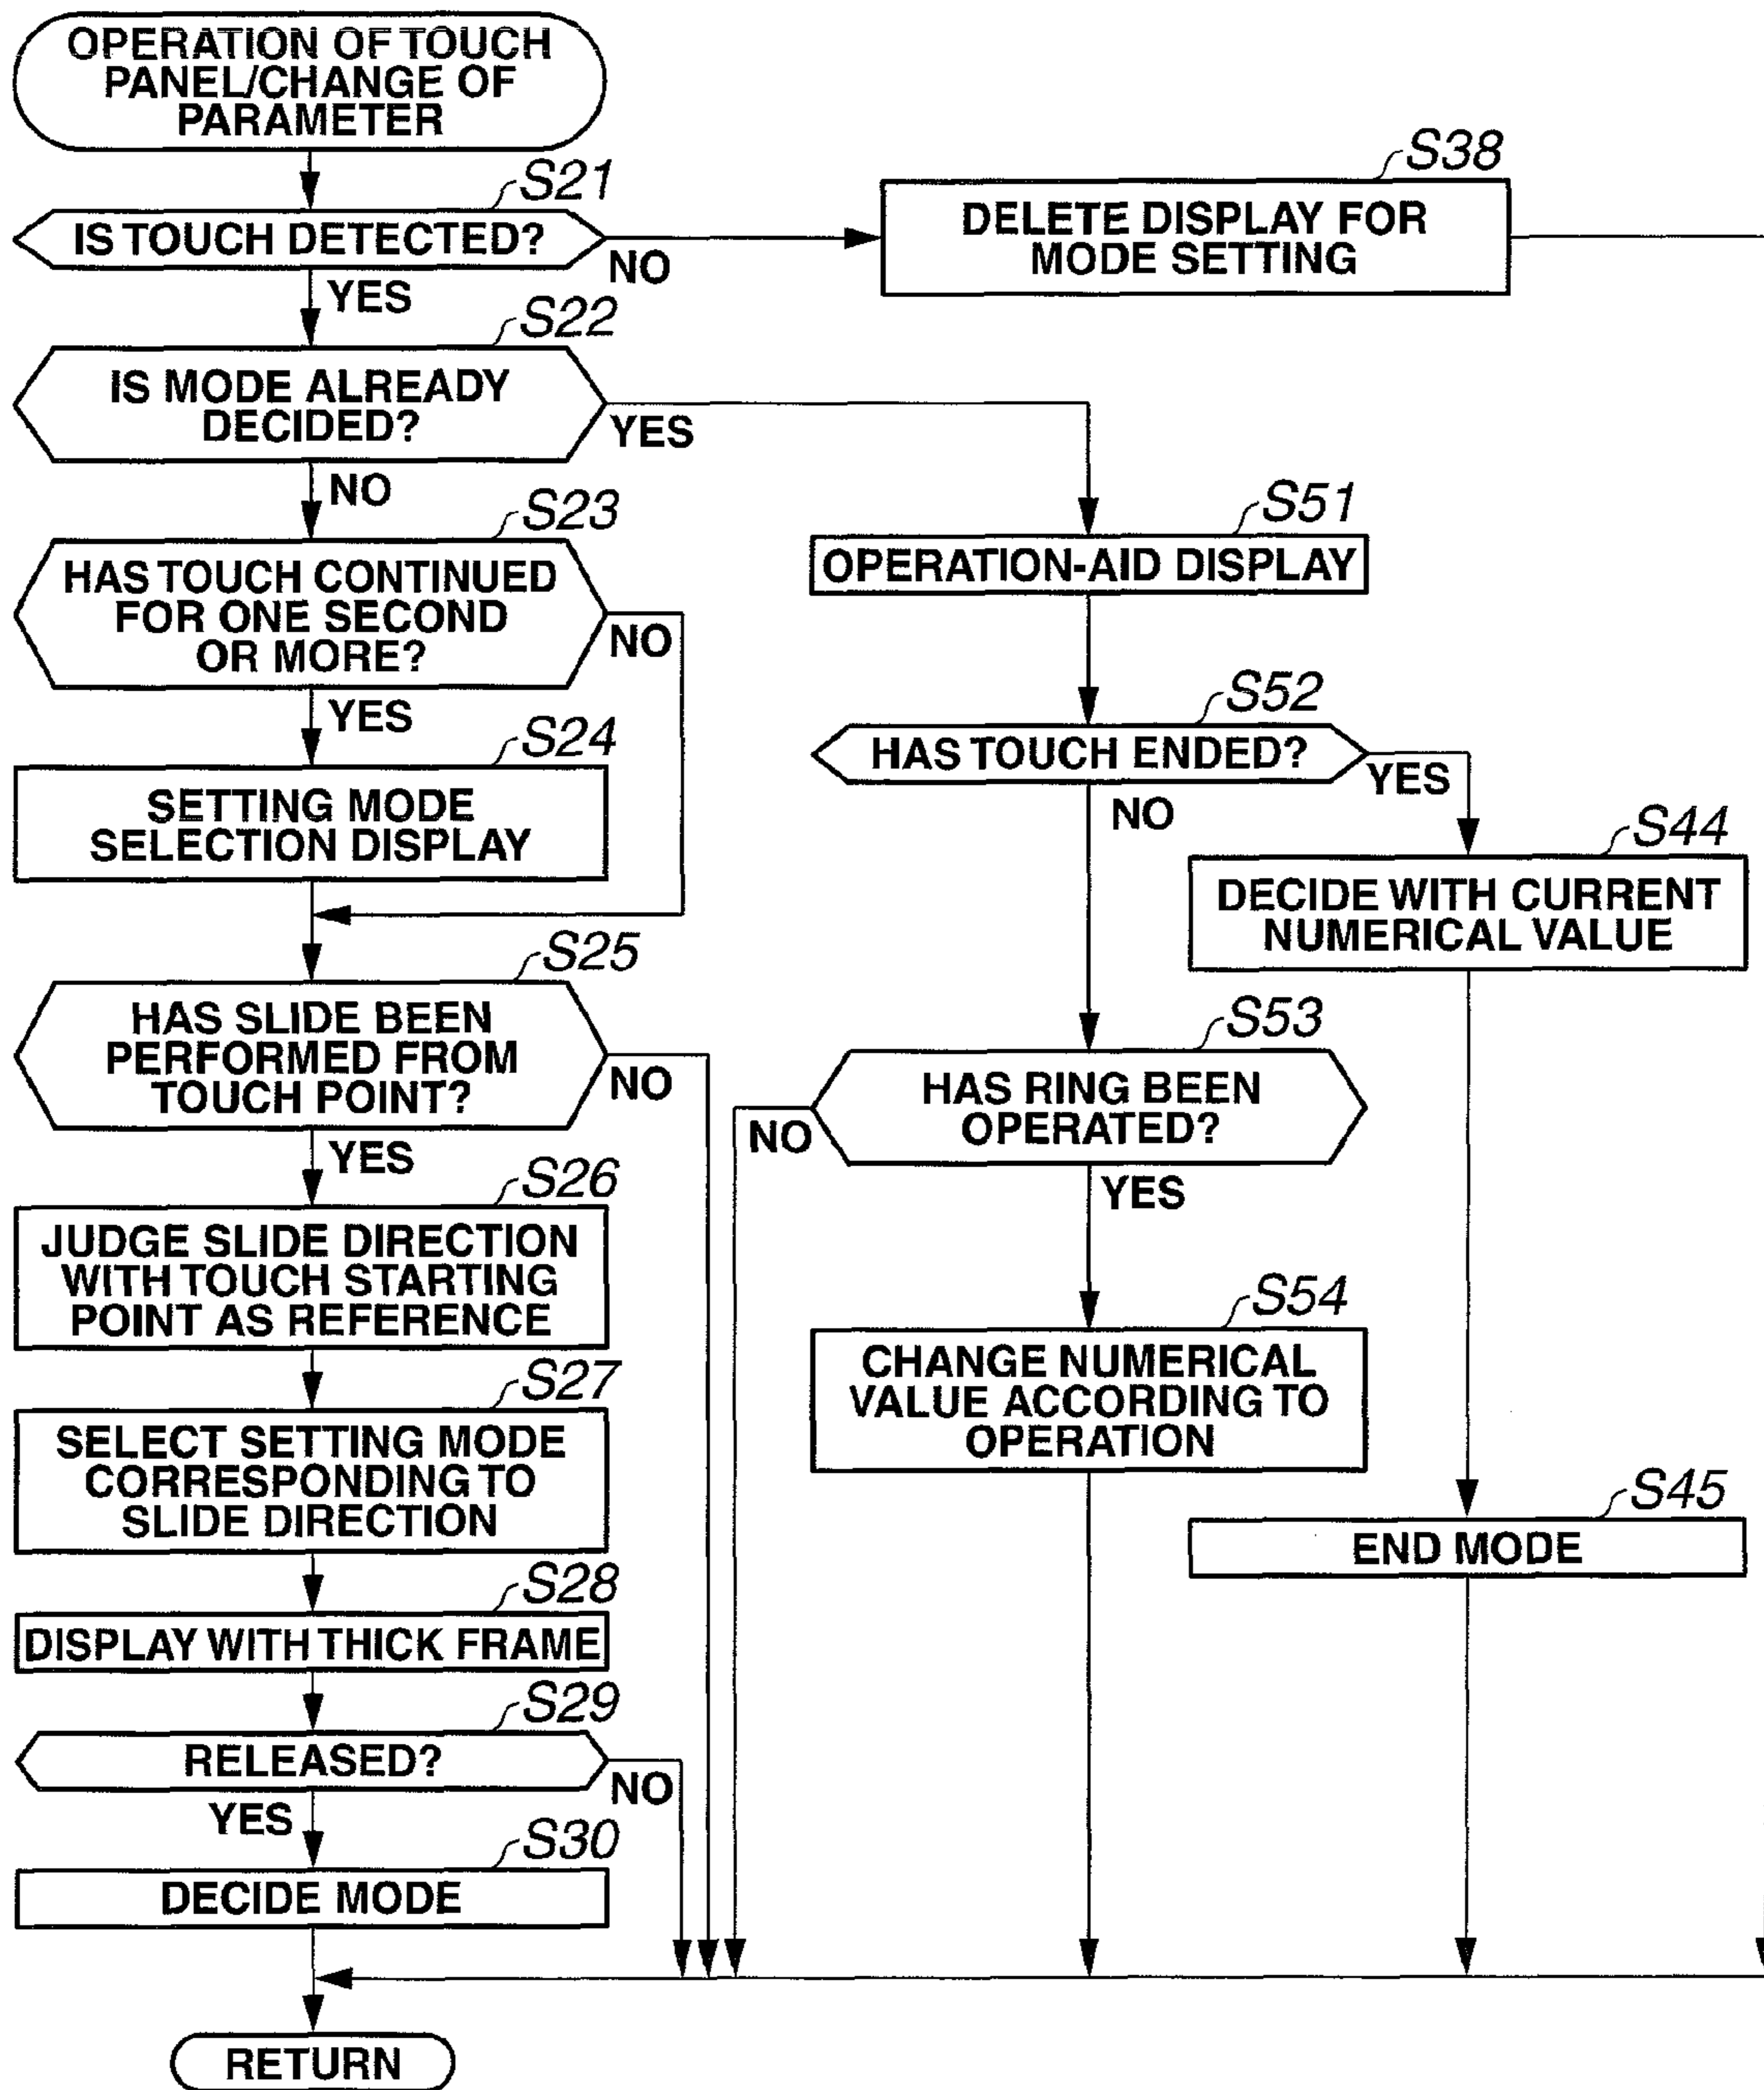 OPERATION OF TOUCH
PANEL/CHANGE OF
PARAMETER
S21
IS TOUCH DETECTED?
NO
YES
S38
DELETE DISPLAY FOR
MODE SETTING
S22
IS MODE ALREADY
DECIDED?
YES
NO
S23
HAS TOUCH CONTINUED
FOR ONE SECOND
OR MORE?
NO
YES
S24
SETTING MODE
SELECTION DISPLAY
S25
HAS SLIDE BEEN
PERFORMED FROM
TOUCH POINT?
NO
YES
S26
JUDGE SLIDE DIRECTION
WITH TOUCH STARTING
POINT AS REFERENCE
S27
SELECT SETTING MODE
CORRESPONDING TO
SLIDE DIRECTION
S28
DISPLAY WITH THICK FRAME
S29
RELEASED?
NO
YES
S30
DECIDE MODE
S51
OPERATION-AID DISPLAY
S52
HAS TOUCH ENDED?
YES
NO
S44
DECIDE WITH CURRENT
NUMERICAL VALUE
S53
HAS RING BEEN
OPERATED?
NO
YES
S54
CHANGE NUMERICAL
VALUE ACCORDING TO
OPERATION
S45
END MODE
RETURN